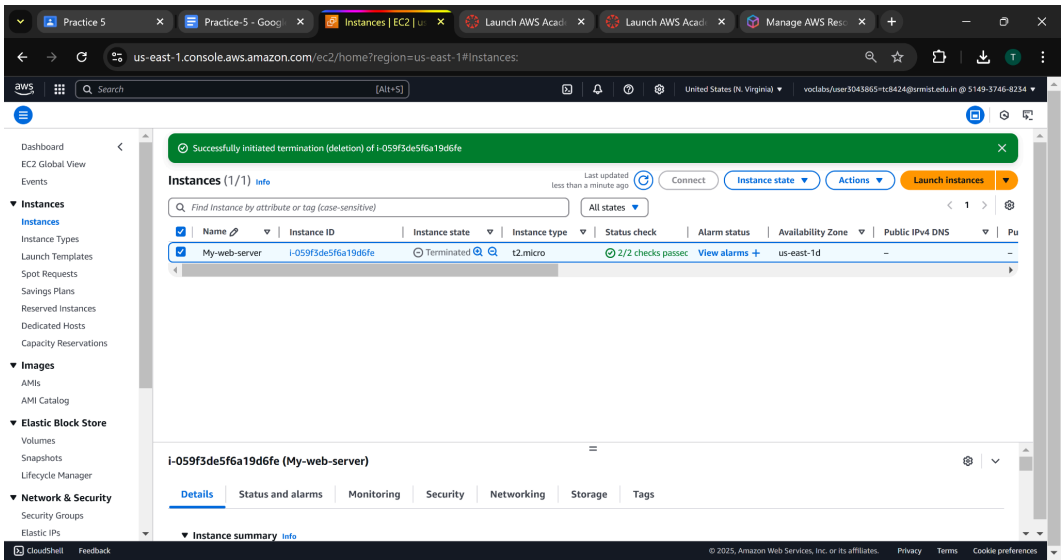 Practice 5
Practice-5 - Googl
Instances | EC2 | us
Launch AWS Acade
Launch AWS Acade
Manage AWS Reso
us-east-1.console.aws.amazon.com/ec2/home?region=us-east-1#Instances:
T
aws
Search
[Alt+S]
United States (N. Virginia)
voclabs/user3043865=tc8424@srmist.edu.in @ 5149-3746-8234
Dashboard
EC2 Global View
Events
Instances
Instances
Instance Types
Launch Templates
Spot Requests
Savings Plans
Reserved Instances
Dedicated Hosts
Capacity Reservations
Images
AMIs
AMI Catalog
Elastic Block Store
Volumes
Snapshots
Lifecycle Manager
Network & Security
Security Groups
Elastic IPs
Successfully initiated termination (deletion) of i-059f3de5f6a19d6fe
Instances (1/1) Info
Last updated
less than a minute ago
Connect
Instance state
Actions
Launch instances
Find Instance by attribute or tag (case-sensitive)
All states
1
Name Instance ID Instance state Instance type Status check Alarm status Availability Zone Public IPv4 DNS Pu
My-web-server i-059f3de5f6a19d6fe Terminated t2.micro 2/2 checks passec View alarms + us-east-1d – –
i-059f3de5f6a19d6fe (My-web-server)
Details Status and alarms Monitoring Security Networking Storage Tags
Instance summary Info
CloudShell Feedback © 2025, Amazon Web Services, Inc. or its affiliates. Privacy Terms Cookie preferences